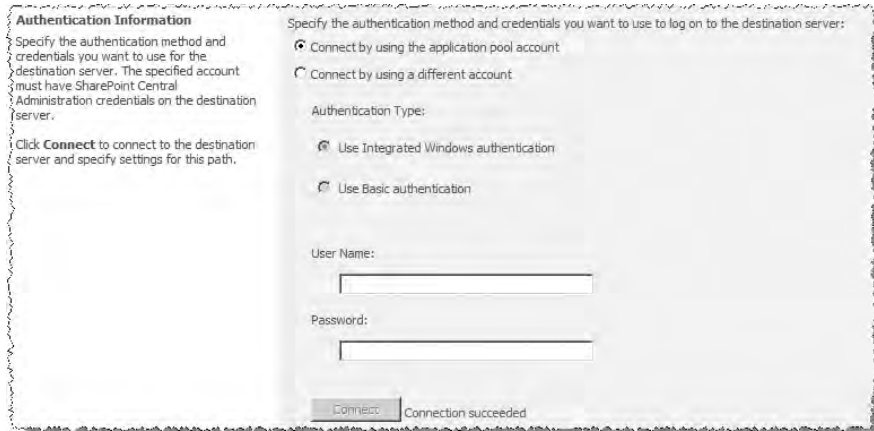 Authentication Information
Specify the authentication method and
credentials you want to use for the
destination server. The specified account
must have SharePoint Central
Administration credentials on the destination
server.
Click Connect to connect to the destination
server and specify settings for this path.
Specify the authentication method and credentials you want to use to log on to the destination server:
Connect by using the application pool account
Connect by using a different account
Authentication Type:
Use Integrated Windows authentication
Use Basic authentication
User Name:
Password:
Connect Connection succeeded